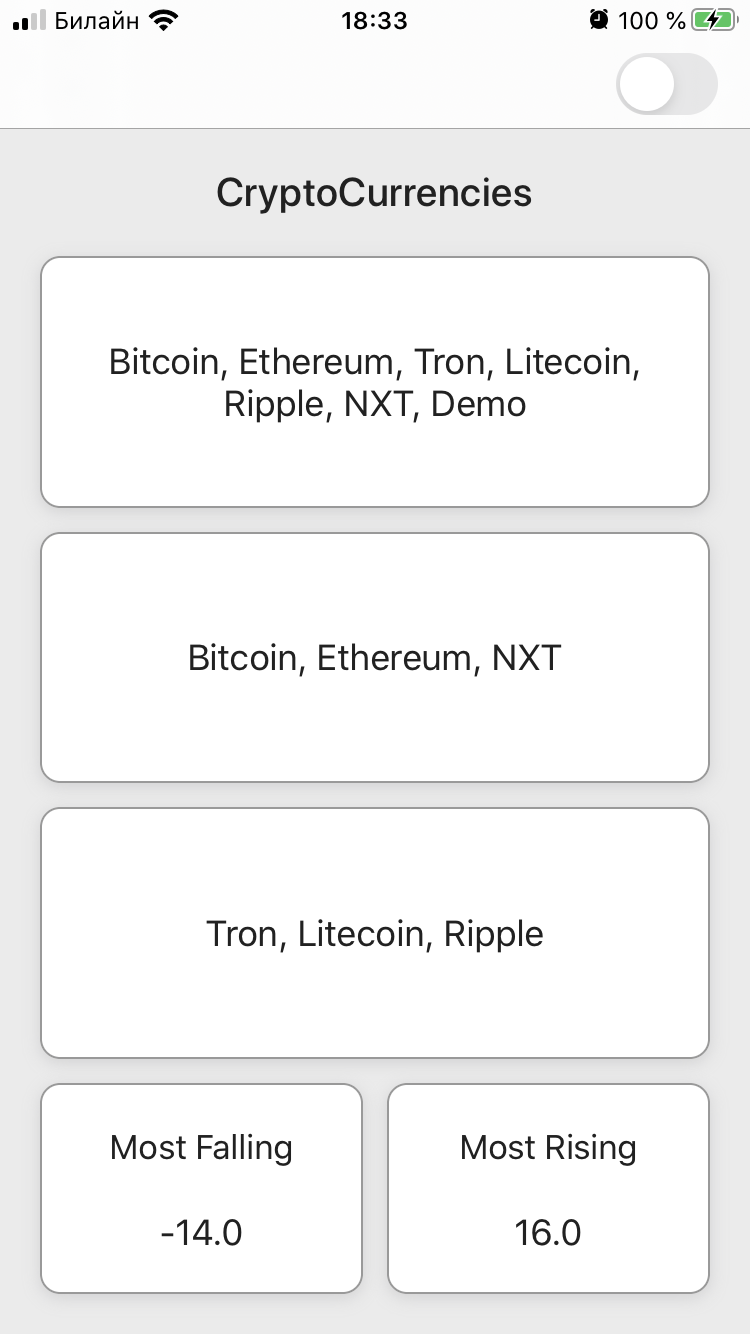 Билайн 18:33 100 %
CryptoCurrencies
Bitcoin, Ethereum, Tron, Litecoin,
Ripple, NXT, Demo
Bitcoin, Ethereum, NXT
Tron, Litecoin, Ripple
Most Falling
-14.0
Most Rising
16.0